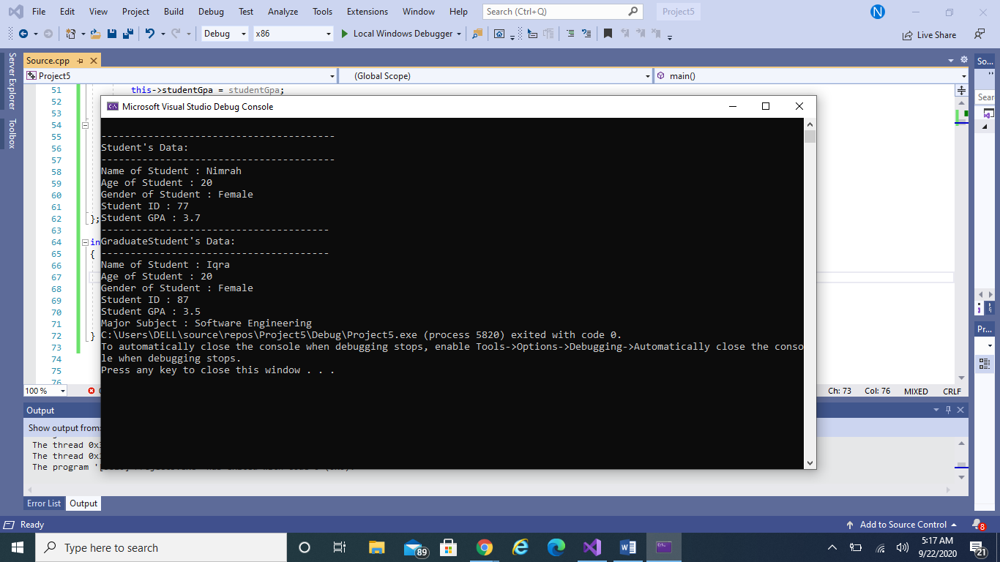 File Edit View Project Build Debug Test Analyze Tools Extensions Window Help Search (Ctrl+Q) Project5 N
Debug x86 Local Windows Debugger Live Share
Server Explorer
Toolbox
Source.cpp So...
Project5 (Global Scope) main()
Sear
51 this->studentGpa = studentGpa;
52
53
54
55
56
57
58
59
60
61
62 };
63
64 in
65 {
66
67
68
69
70
71
72 }
73
74
75
76
Microsoft Visual Studio Debug Console
----------------------------------------
Student's Data:
----------------------------------------
Name of Student : Nimrah
Age of Student : 20
Gender of Student : Female
Student ID : 77
Student GPA : 3.7
---------------------------------------
GraduateStudent's Data:
---------------------------------------
Name of Student : Iqra
Age of Student : 20
Gender of Student : Female
Student ID : 87
Student GPA : 3.5
Major Subject : Software Engineering
C:\Users\DELL\source\repos\Project5\Debug\Project5.exe (process 5820) exited with code 0.
To automatically close the console when debugging stops, enable Tools->Options->Debugging->Automatically close the conso
le when debugging stops.
Press any key to close this window . . .
Pr...
100 % Ch: 73 Col: 76 MIXED CRLF
Output
Show output from:
The thread 0x
The thread 0x
The program '[
Error List Output
Ready Add to Source Control 8
Type here to search 89 5:17 AM
9/22/2020 21